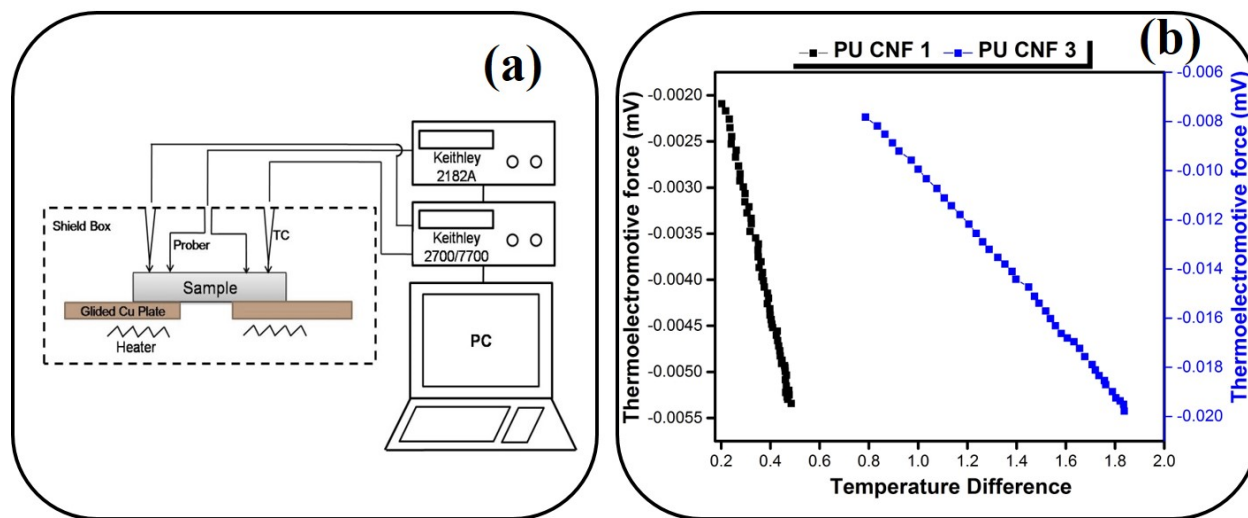 (a)
Keithley
2182A
Keithley
2700/7700
Shield Box
Prober
TC
Sample
Glided Cu Plate
Heater
PC
(b)
PU CNF 1
PU CNF 3
Thermoelectromotive force (mV)
-0.0020
-0.0025
-0.0030
-0.0035
-0.0040
-0.0045
-0.0050
-0.0055
-0.006
-0.008
-0.010
-0.012
-0.014
-0.016
-0.018
-0.020
Thermoelectromotive force (mV)
0.2 0.4 0.6 0.8 1.0 1.2 1.4 1.6 1.8 2.0
Temperature Difference